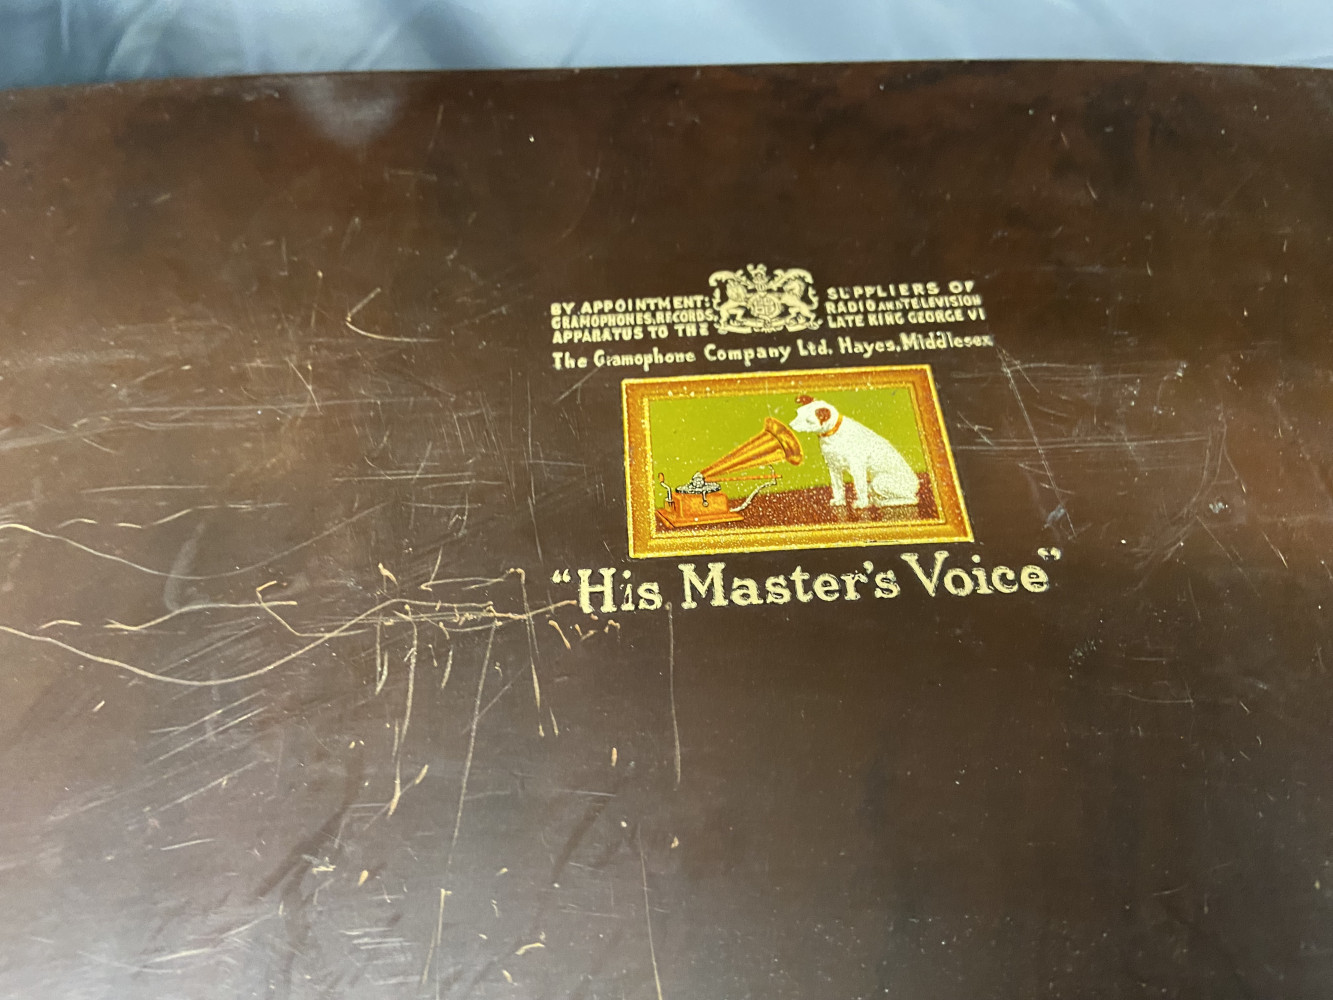 BY APPOINTMENT: SUPPLIERS OF
GRAMOPHONES, RECORDS, RADIO AND TELEVISION
APPARATUS TO THE LATE KING GEORGE VI
The Gramophone Company Ltd. Hayes, Middlesex
"His Master's Voice"